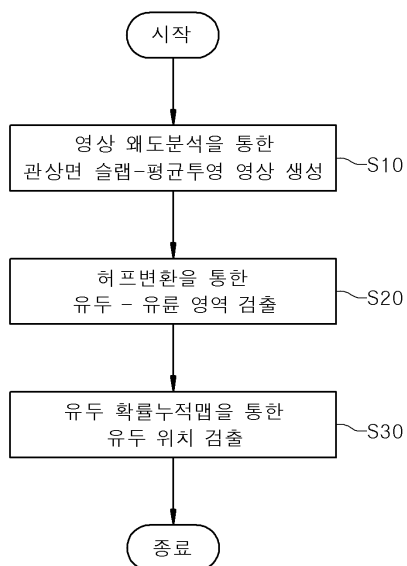 시작
영상 왜도분석을 통한
관상면 슬랩-평균투영 영상 생성
S10
허프변환을 통한
유두 - 유륜 영역 검출
S20
유두 확률누적맵을 통한
유두 위치 검출
S30
종료